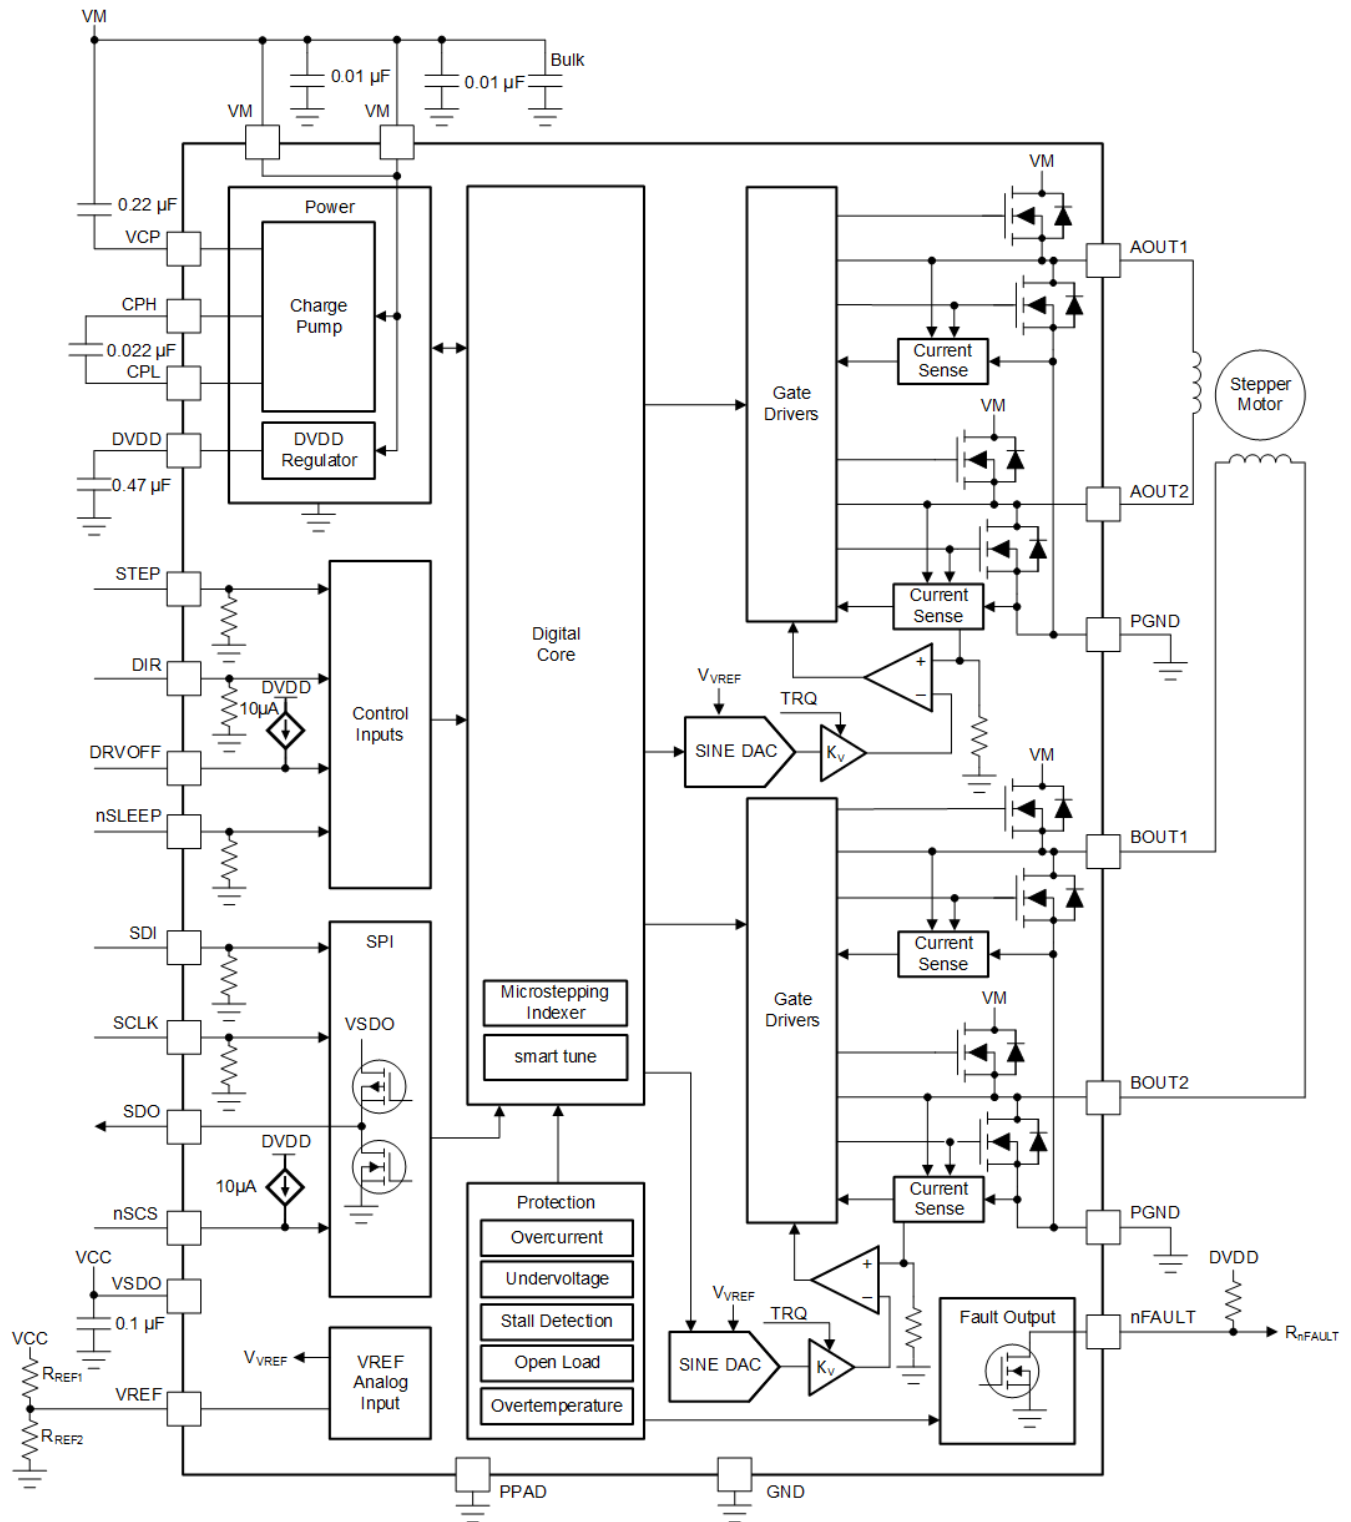 VM
Bulk
0.01 µF
0.01 µF
VM
VM
0.22 µF
VCP
CPH
0.022 µF
CPL
DVDD
0.47 µF
Power
Charge
Pump
DVDD
Regulator
STEP
DIR
DVDD
10µA
DRVOFF
nSLEEP
Control
Inputs
SDI
SCLK
SDO
DVDD
10µA
nSCS
SPI
VSDO
VCC
VSDO
0.1 µF
VCC
RREF1
VREF
RREF2
VVREF
VREF
Analog
Input
Digital
Core
Microstepping
Indexer
smart tune
Protection
Overcurrent
Undervoltage
Stall Detection
Open Load
Overtemperature
PPAD
GND
Gate
Drivers
VM
AOUT1
Current
Sense
VM
AOUT2
Current
Sense
PGND
Stepper
Motor
VVREF
TRQ
SINE DAC
KV
+
−
Gate
Drivers
VM
BOUT1
Current
Sense
VM
BOUT2
Current
Sense
PGND
VVREF
TRQ
SINE DAC
KV
+
−
Fault Output
DVDD
nFAULT
RnFAULT